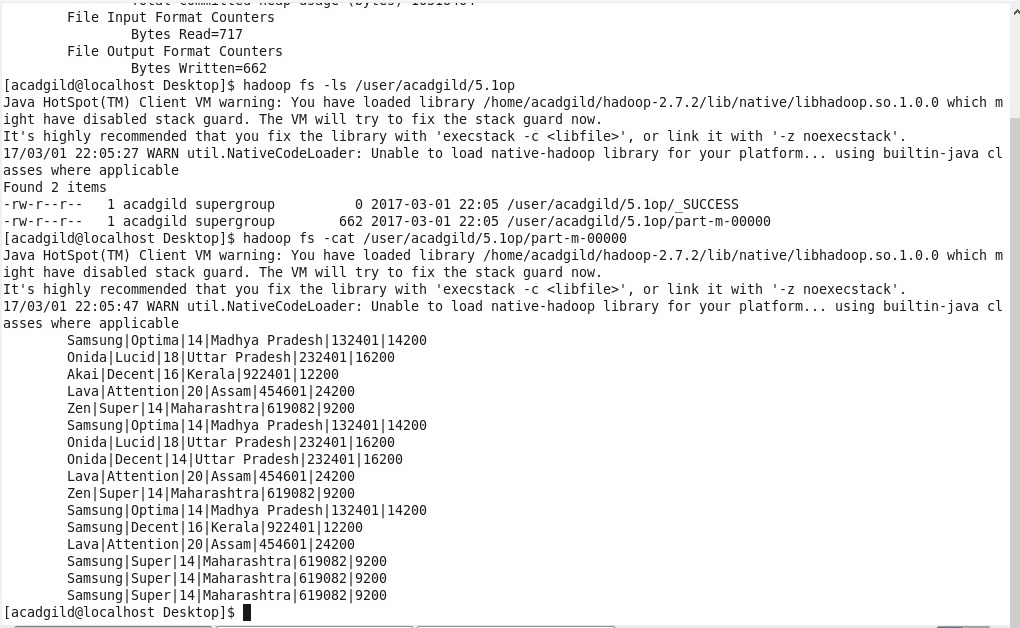 Total committed heap usage (bytes)
File Input Format Counters
Bytes Read=717
File Output Format Counters
Bytes Written=662
[acadgild@localhost Desktop]$ hadoop fs -ls /user/acadgild/5.1op
Java HotSpot(TM) Client VM warning: You have loaded library /home/acadgild/hadoop-2.7.2/lib/native/libhadoop.so.1.0.0 which m
ight have disabled stack guard. The VM will try to fix the stack guard now.
It's highly recommended that you fix the library with 'execstack -c <libfile>', or link it with '-z noexecstack'.
17/03/01 22:05:27 WARN util.NativeCodeLoader: Unable to load native-hadoop library for your platform... using builtin-java cl
asses where applicable
Found 2 items
-rw-r--r--   1 acadgild supergroup          0 2017-03-01 22:05 /user/acadgild/5.1op/_SUCCESS
-rw-r--r--   1 acadgild supergroup        662 2017-03-01 22:05 /user/acadgild/5.1op/part-m-00000
[acadgild@localhost Desktop]$ hadoop fs -cat /user/acadgild/5.1op/part-m-00000
Java HotSpot(TM) Client VM warning: You have loaded library /home/acadgild/hadoop-2.7.2/lib/native/libhadoop.so.1.0.0 which m
ight have disabled stack guard. The VM will try to fix the stack guard now.
It's highly recommended that you fix the library with 'execstack -c <libfile>', or link it with '-z noexecstack'.
17/03/01 22:05:47 WARN util.NativeCodeLoader: Unable to load native-hadoop library for your platform... using builtin-java cl
asses where applicable
Samsung|Optima|14|Madhya Pradesh|132401|14200
Onida|Lucid|18|Uttar Pradesh|232401|16200
Akai|Decent|16|Kerala|922401|12200
Lava|Attention|20|Assam|454601|24200
Zen|Super|14|Maharashtra|619082|9200
Samsung|Optima|14|Madhya Pradesh|132401|14200
Onida|Lucid|18|Uttar Pradesh|232401|16200
Onida|Decent|14|Uttar Pradesh|232401|16200
Lava|Attention|20|Assam|454601|24200
Zen|Super|14|Maharashtra|619082|9200
Samsung|Optima|14|Madhya Pradesh|132401|14200
Samsung|Decent|16|Kerala|922401|12200
Lava|Attention|20|Assam|454601|24200
Samsung|Super|14|Maharashtra|619082|9200
Samsung|Super|14|Maharashtra|619082|9200
Samsung|Super|14|Maharashtra|619082|9200
[acadgild@localhost Desktop]$